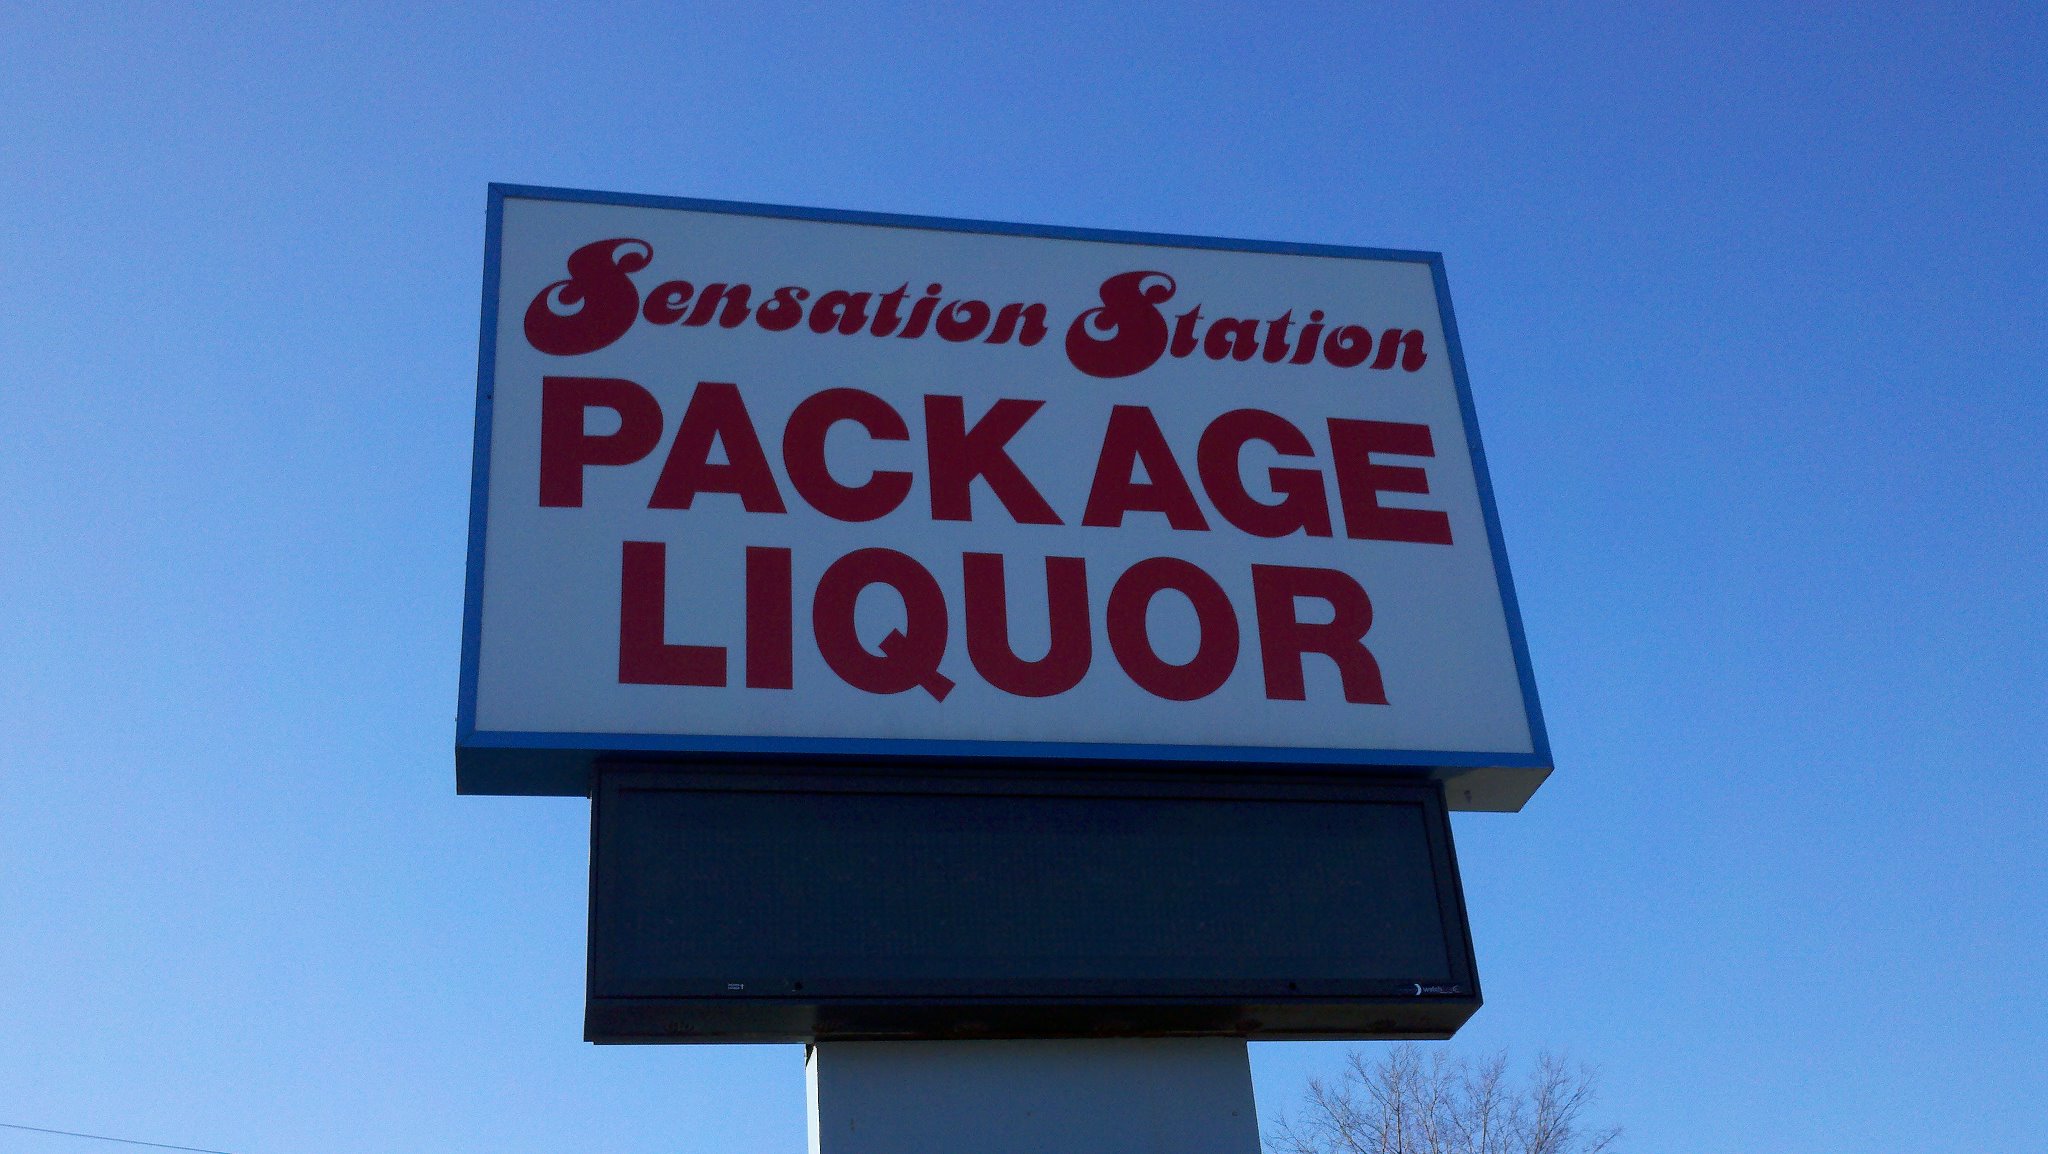 Sensation Station
PACKAGE
LIQUOR